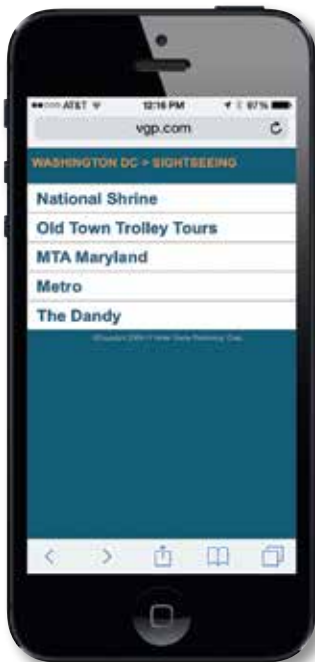 AT&T 12:16 PM 87%
vgp.com
WASHINGTON DC > SIGHTSEEING
National Shrine
Old Town Trolley Tours
MTA Maryland
Metro
The Dandy